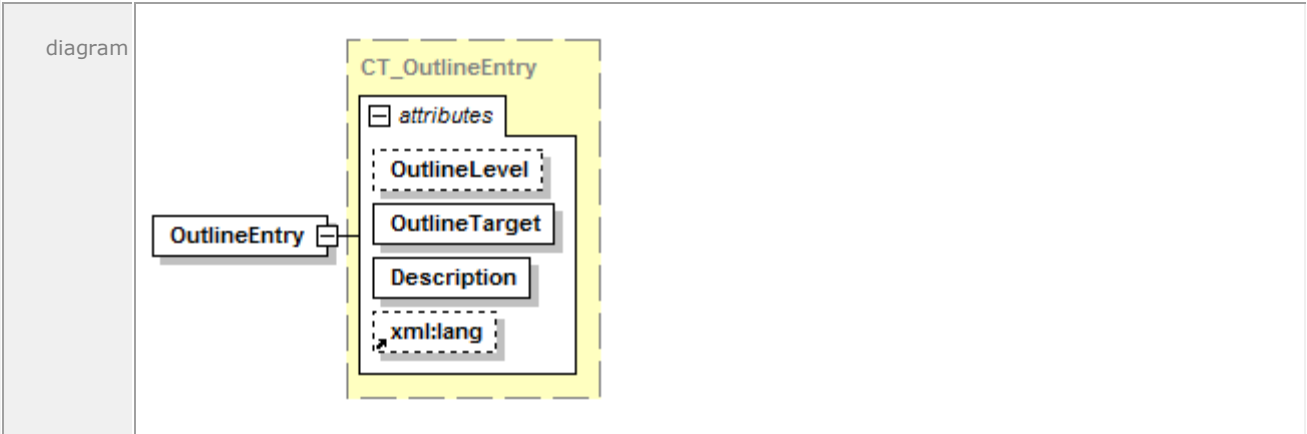 diagram
CT_OutlineEntry
attributes
OutlineLevel
OutlineTarget
OutlineEntry
Description
xml:lang